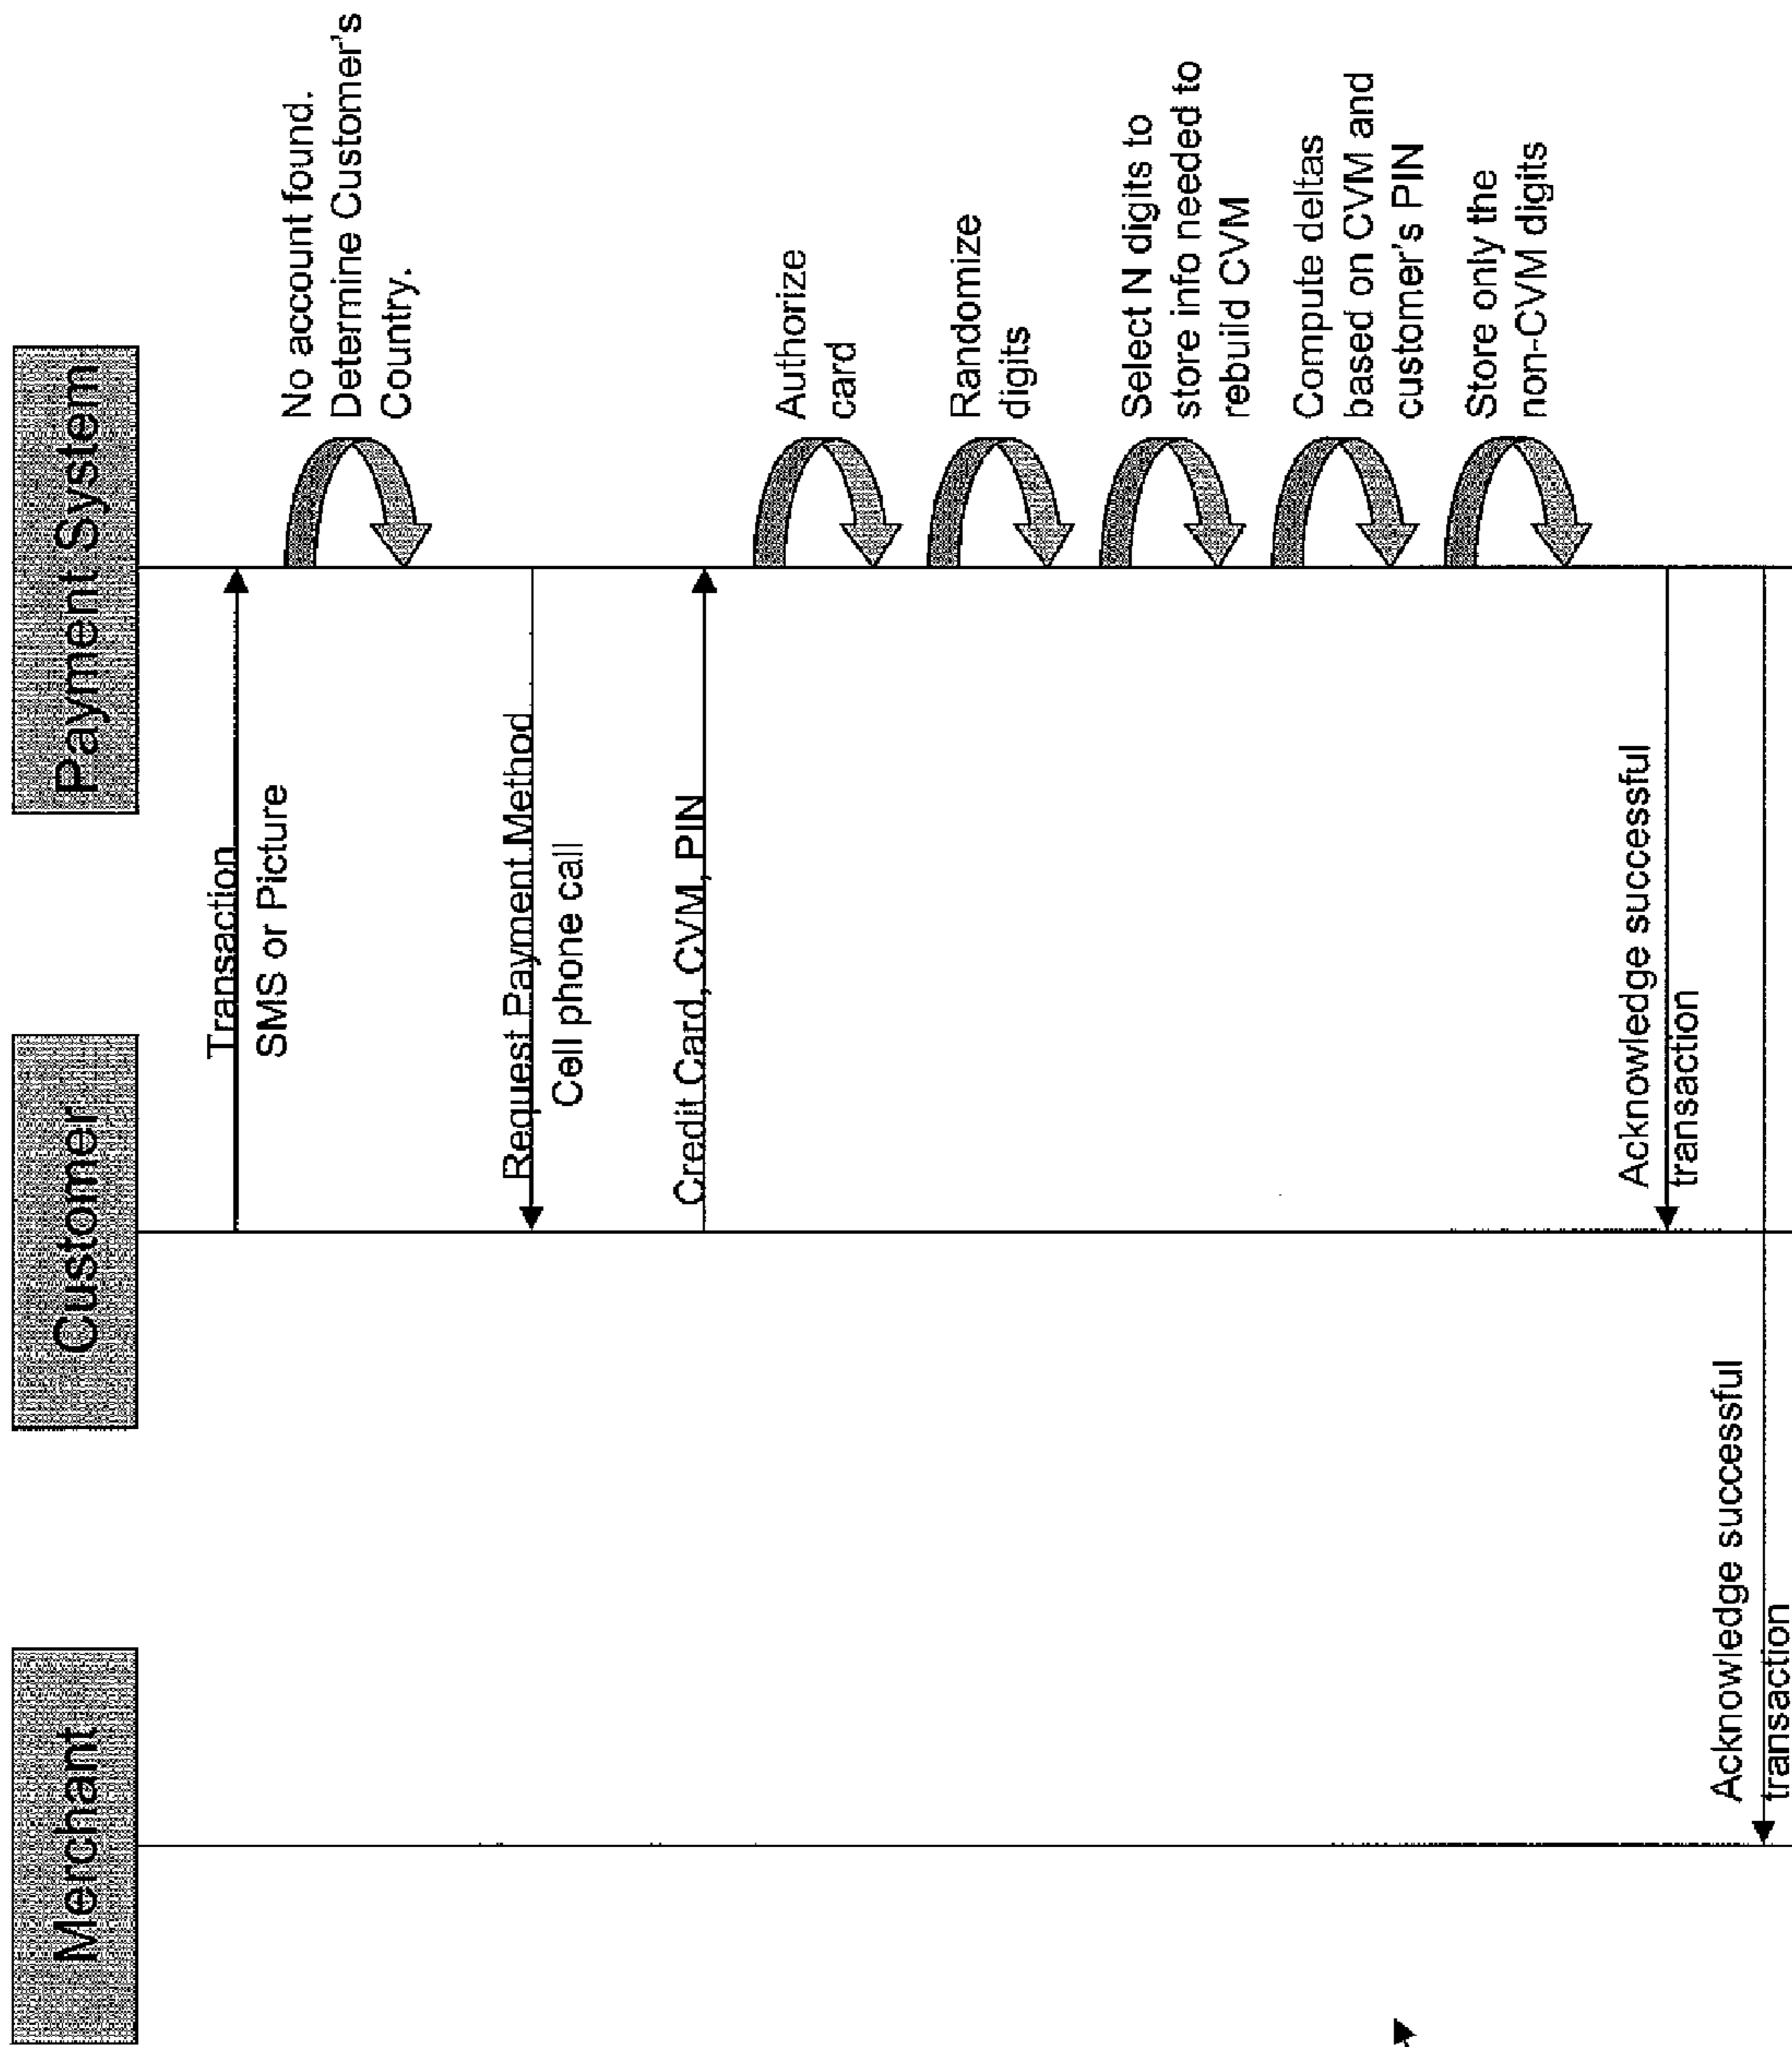 Merchant
Customer
Payment System
Transaction
SMS or Picture
No account found.
Determine Customer's
Country.
Request Payment Method
Cell phone call
Credit Card, CVM, PIN
Authorize
card
Randomize
digits
Select N digits to
store info needed to
rebuild CVM
Compute deltas
based on CVM and
customer's PIN
Store only the
non-CVM digits
Acknowledge successful
transaction
Acknowledge successful
transaction